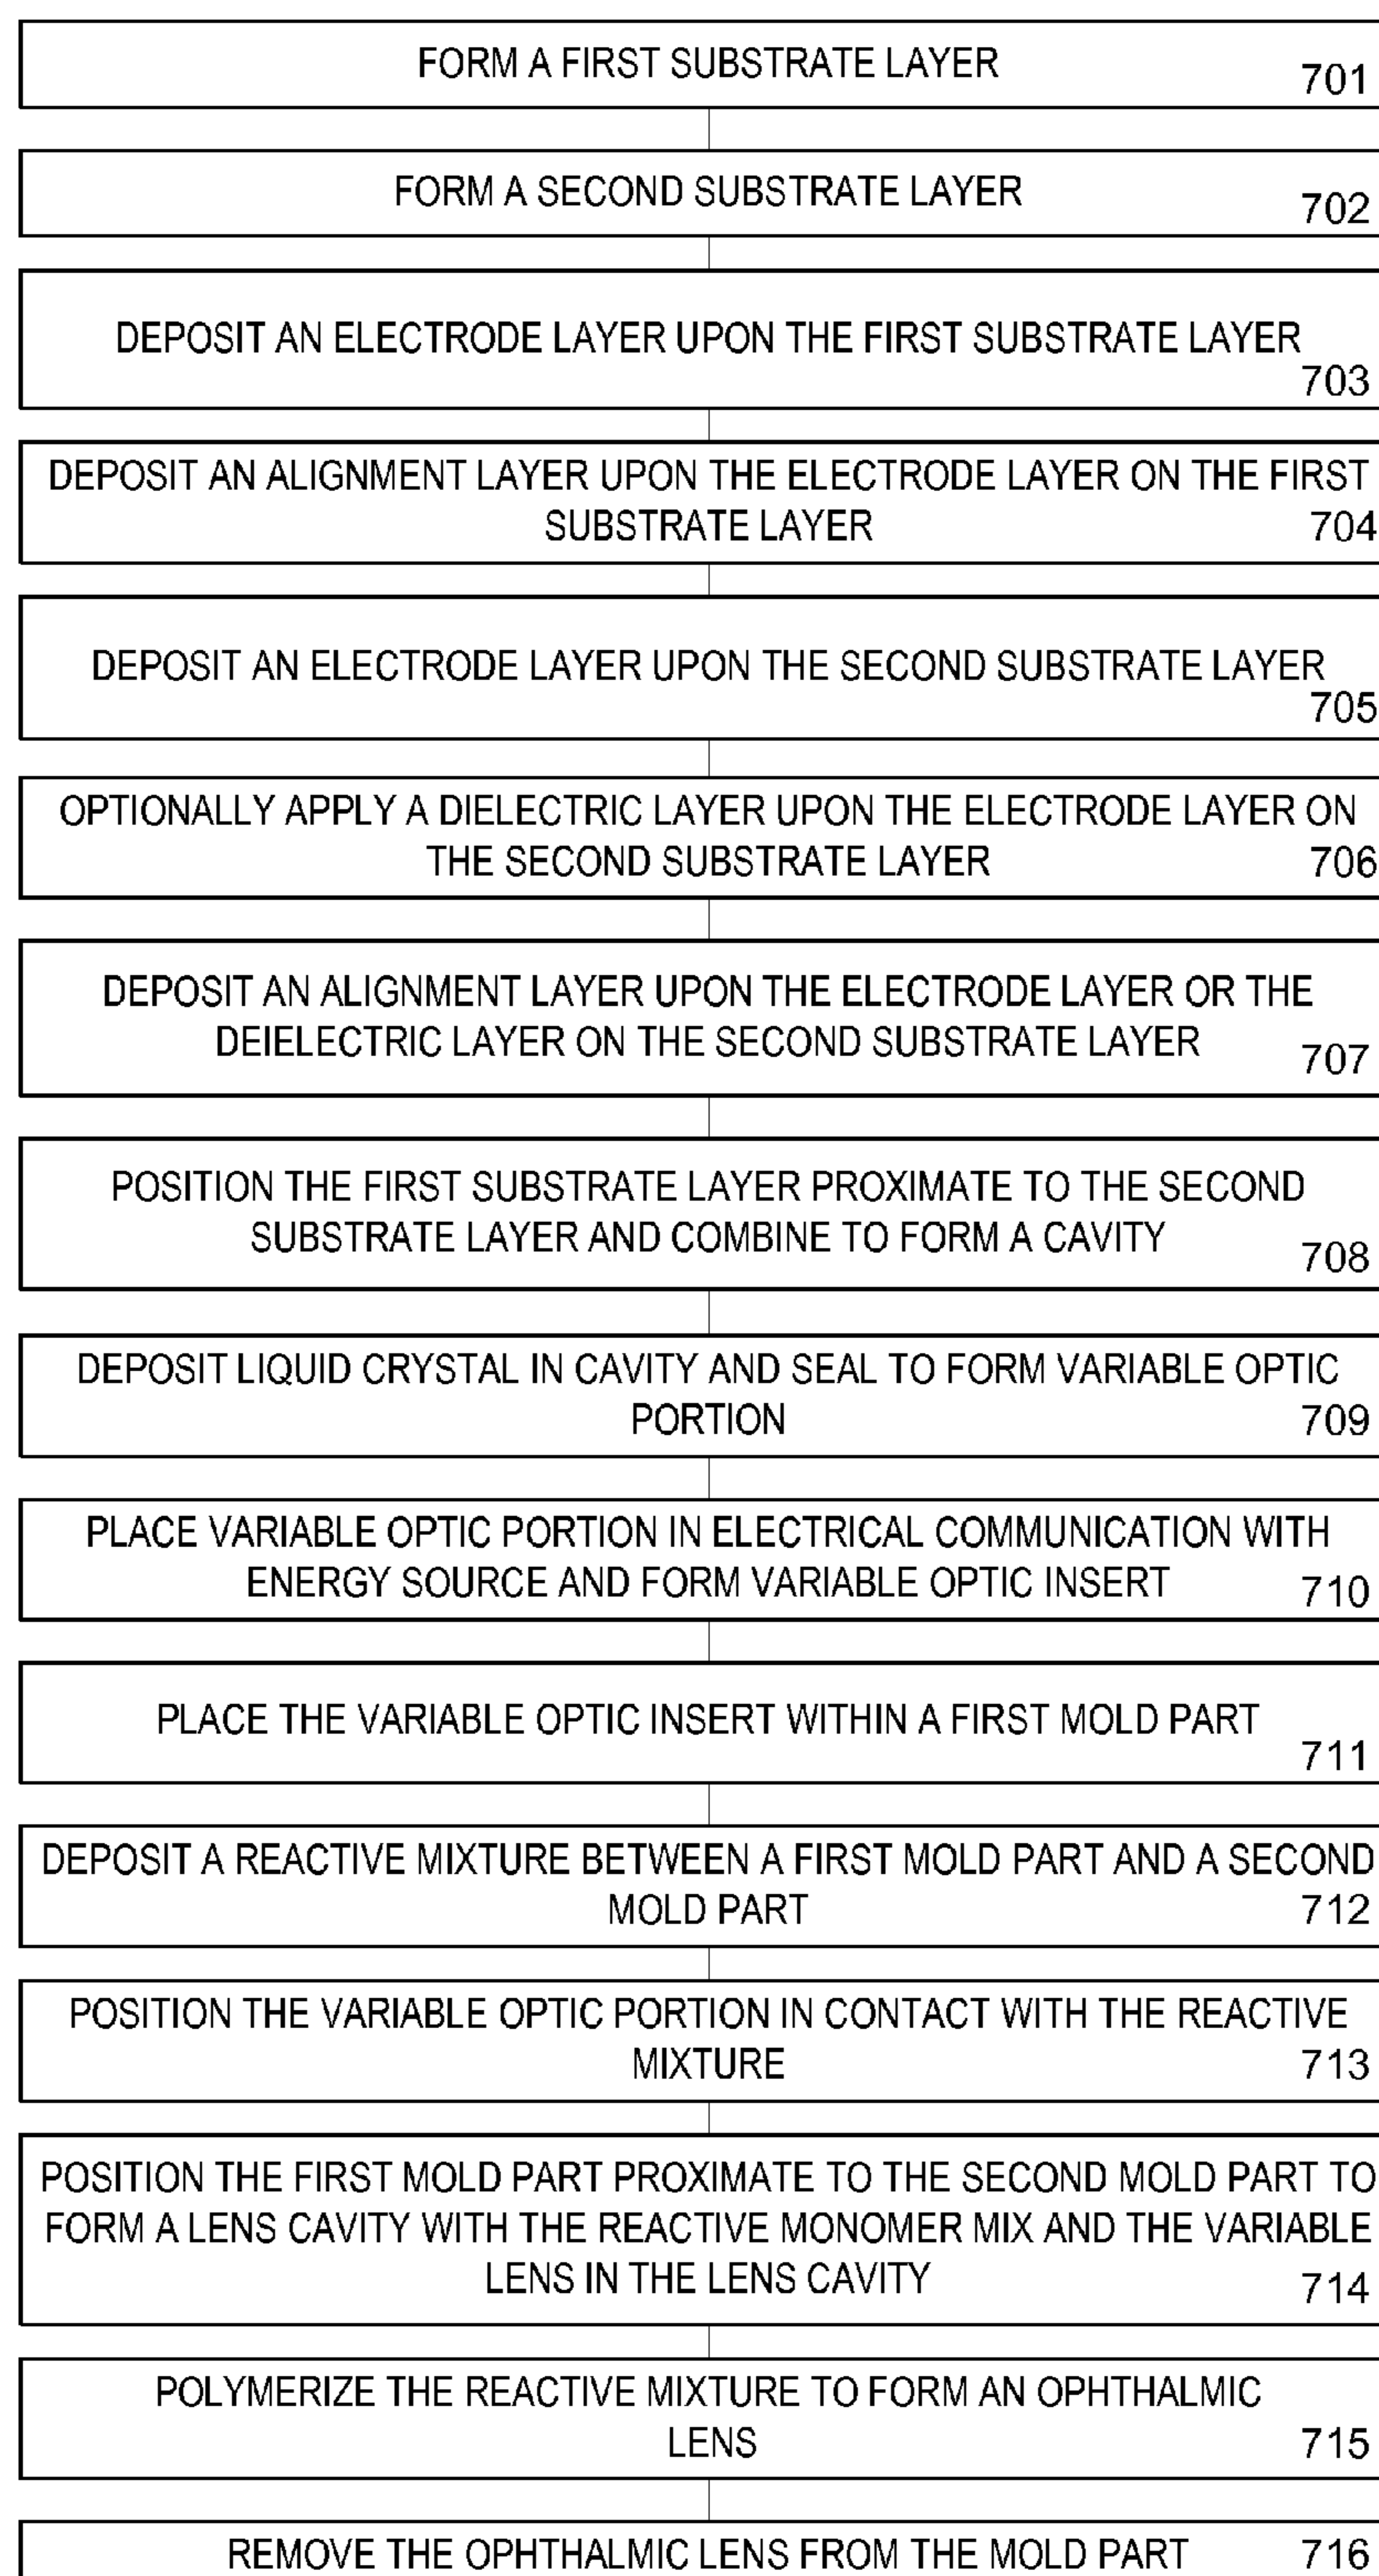 FORM A FIRST SUBSTRATE LAYER
701
FORM A SECOND SUBSTRATE LAYER
702
DEPOSIT AN ELECTRODE LAYER UPON THE FIRST SUBSTRATE LAYER
703
DEPOSIT AN ALIGNMENT LAYER UPON THE ELECTRODE LAYER ON THE FIRST
SUBSTRATE LAYER 704
DEPOSIT AN ELECTRODE LAYER UPON THE SECOND SUBSTRATE LAYER
705
OPTIONALLY APPLY A DIELECTRIC LAYER UPON THE ELECTRODE LAYER ON
THE SECOND SUBSTRATE LAYER 706
DEPOSIT AN ALIGNMENT LAYER UPON THE ELECTRODE LAYER OR THE
DEIELECTRIC LAYER ON THE SECOND SUBSTRATE LAYER 707
POSITION THE FIRST SUBSTRATE LAYER PROXIMATE TO THE SECOND
SUBSTRATE LAYER AND COMBINE TO FORM A CAVITY 708
DEPOSIT LIQUID CRYSTAL IN CAVITY AND SEAL TO FORM VARIABLE OPTIC
PORTION 709
PLACE VARIABLE OPTIC PORTION IN ELECTRICAL COMMUNICATION WITH
ENERGY SOURCE AND FORM VARIABLE OPTIC INSERT 710
PLACE THE VARIABLE OPTIC INSERT WITHIN A FIRST MOLD PART
711
DEPOSIT A REACTIVE MIXTURE BETWEEN A FIRST MOLD PART AND A SECOND
MOLD PART 712
POSITION THE VARIABLE OPTIC PORTION IN CONTACT WITH THE REACTIVE
MIXTURE 713
POSITION THE FIRST MOLD PART PROXIMATE TO THE SECOND MOLD PART TO
FORM A LENS CAVITY WITH THE REACTIVE MONOMER MIX AND THE VARIABLE
LENS IN THE LENS CAVITY 714
POLYMERIZE THE REACTIVE MIXTURE TO FORM AN OPHTHALMIC
LENS 715
REMOVE THE OPHTHALMIC LENS FROM THE MOLD PART 716